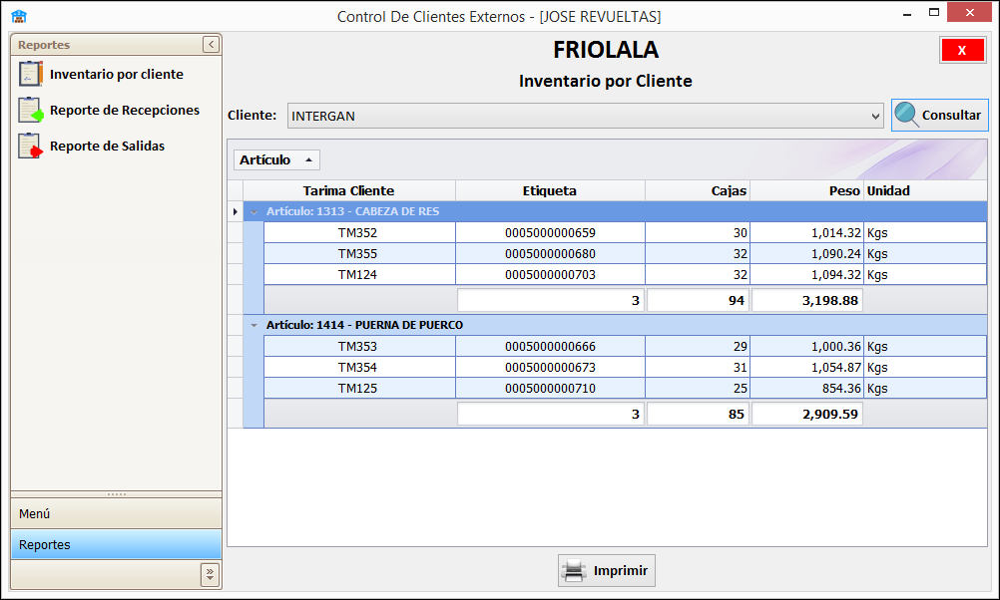 Control De Clientes Externos - [JOSE REVUELTAS]
Reportes
Inventario por cliente
Reporte de Recepciones
Reporte de Salidas
Menú
Reportes
FRIOLALA
X
Inventario por Cliente
Cliente: INTERGAN Consultar
Artículo
Tarima Cliente Etiqueta Cajas Peso Unidad
Artículo: 1313 - CABEZA DE RES
TM352 0005000000659 30 1,014.32 Kgs
TM355 0005000000680 32 1,090.24 Kgs
TM124 0005000000703 32 1,094.32 Kgs
3 94 3,198.88
Artículo: 1414 - PUERNA DE PUERCO
TM353 0005000000666 29 1,000.36 Kgs
TM354 0005000000673 31 1,054.87 Kgs
TM125 0005000000710 25 854.36 Kgs
3 85 2,909.59
Imprimir